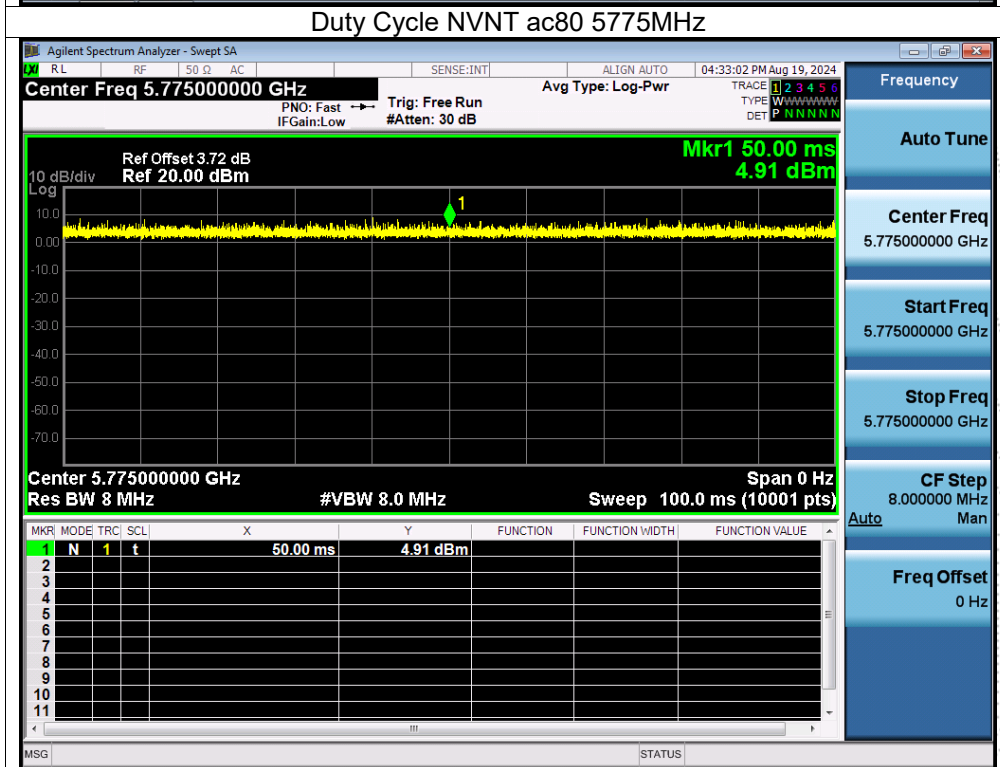 Duty Cycle NVNT ac80 5775MHz
Agilent Spectrum Analyzer - Swept SA
LXI RL RF 50 Ω AC SENSE:INT ALIGN AUTO 04:33:02 PM Aug 19, 2024
Center Freq 5.775000000 GHz
PNO: Fast
IFGain:Low
Trig: Free Run
#Atten: 30 dB
Avg Type: Log-Pwr
TRACE 1 2 3 4 5 6
TYPE WWWWWW
DET P N N N N N
Mkr1 50.00 ms
4.91 dBm
Ref Offset 3.72 dB
10 dB/div Ref 20.00 dBm
Log
1
10.0
0.00
-10.0
-20.0
-30.0
-40.0
-50.0
-60.0
-70.0
Center 5.775000000 GHz Span 0 Hz
Res BW 8 MHz #VBW 8.0 MHz Sweep 100.0 ms (10001 pts)
MKR MODE TRC SCL X Y FUNCTION FUNCTION WIDTH FUNCTION VALUE
1 N 1 t 50.00 ms 4.91 dBm
2
3
4
5
6
7
8
9
10
11
MSG STATUS
Frequency
Auto Tune
Center Freq
5.775000000 GHz
Start Freq
5.775000000 GHz
Stop Freq
5.775000000 GHz
CF Step
8.000000 MHz
Auto Man
Freq Offset
0 Hz